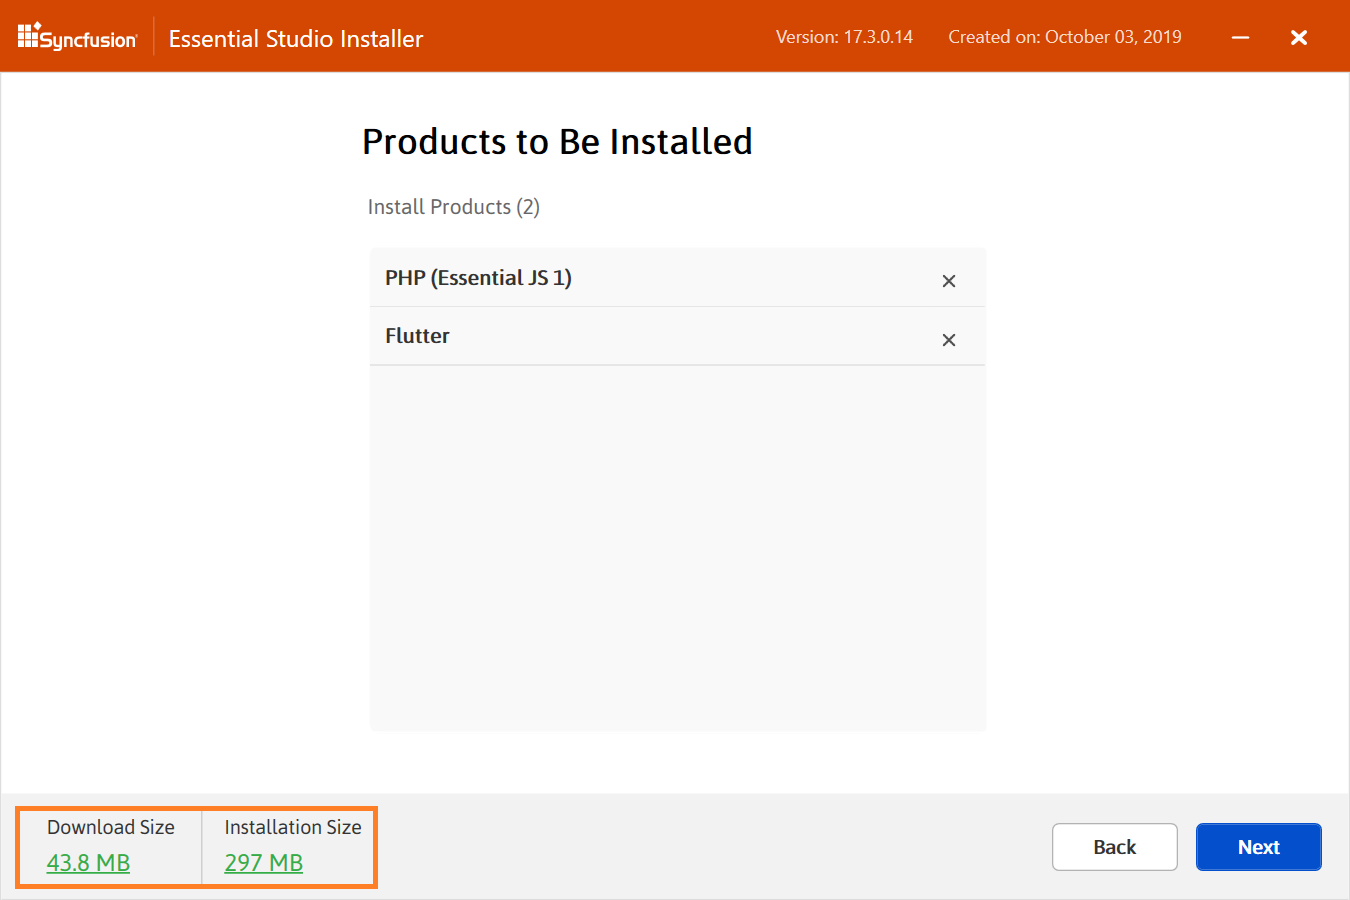 Syncfusion
Essential Studio Installer
Version: 17.3.0.14
Created on: October 03, 2019
Products to Be Installed
Install Products (2)
PHP (Essential JS 1)
Flutter
Download Size
Installation Size
43.8 MB
297 MB
Back
Next